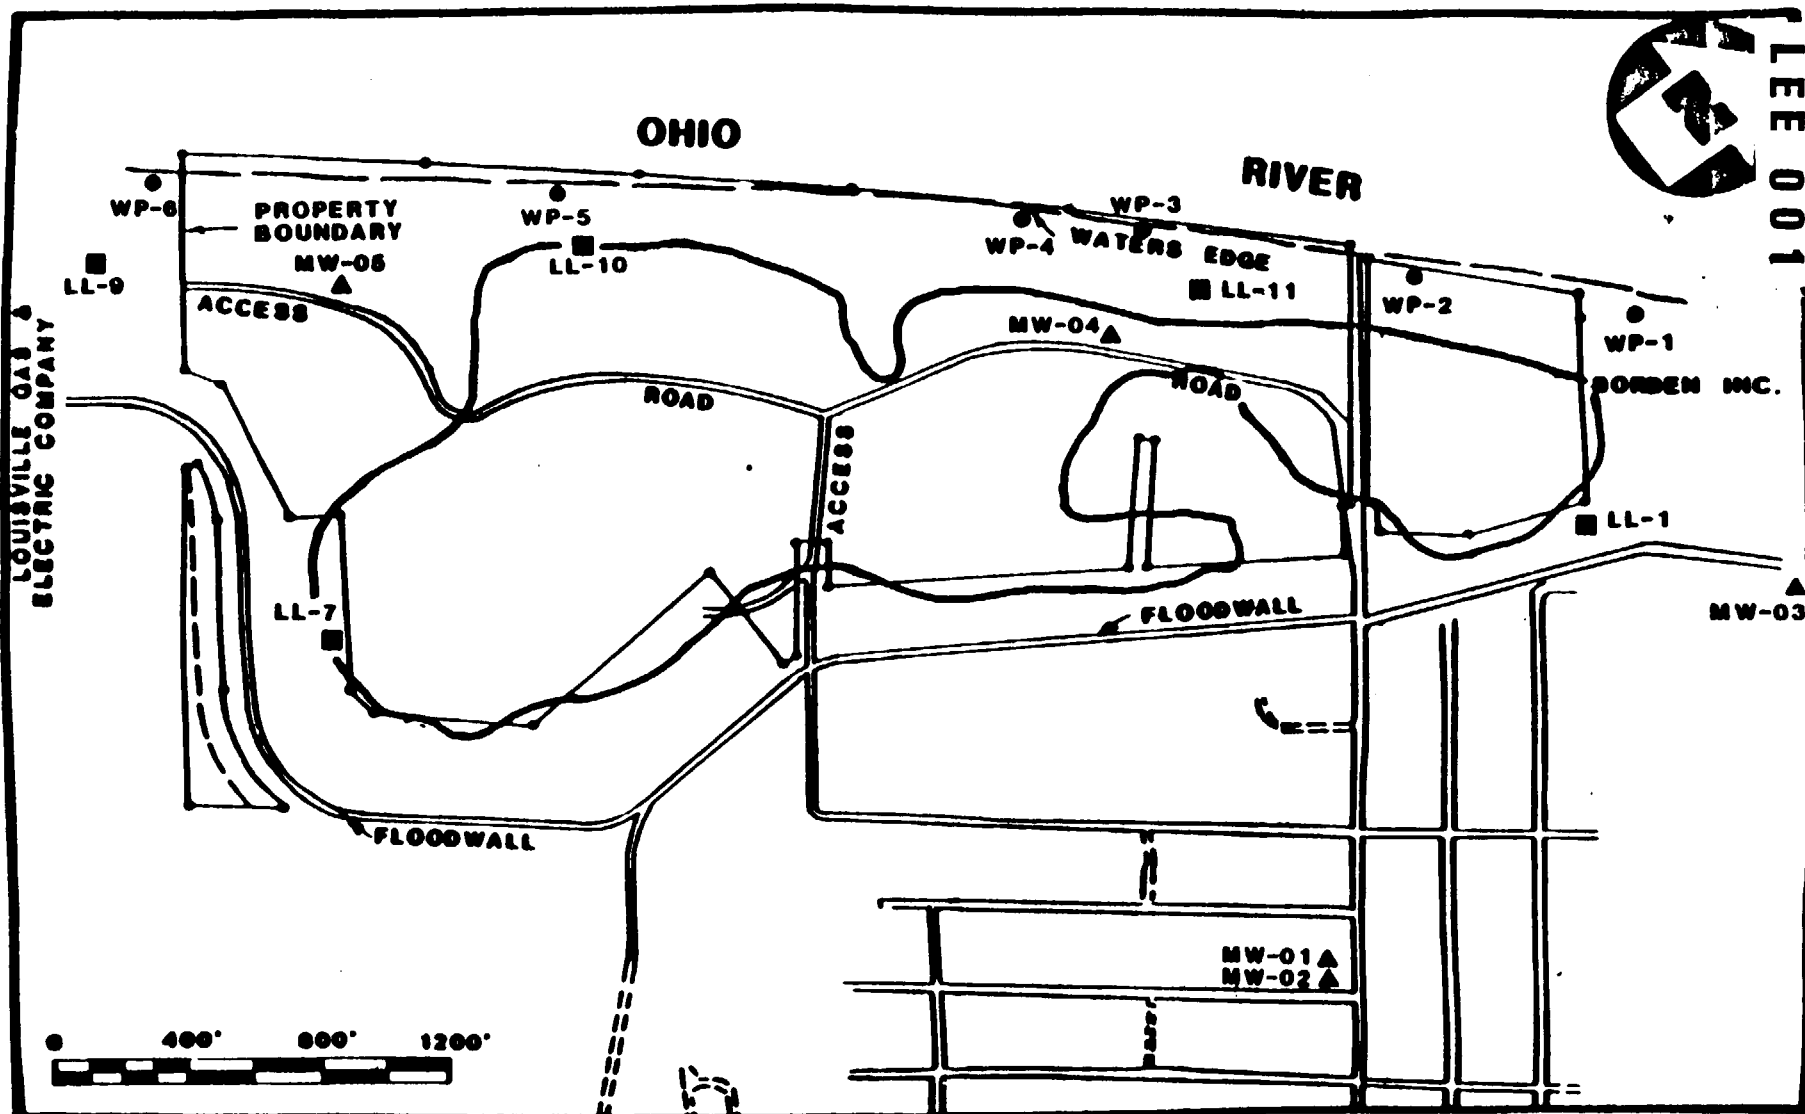 LEE 001
OHIO
RIVER
WP-6
PROPERTY
BOUNDARY
WP-5
WP-3
WP-4
WATERS EDGE
LL-9
MW-05
LL-10
LL-11
WP-2
ACCESS
MW-04
WP-1
ROAD
ROAD
BORDEN INC.
LOUISVILLE GAS &
ELECTRIC COMPANY
ACCESS
LL-1
LL-7
FLOODWALL
MW-03
FLOODWALL
MW-01
MW-02
0 400' 800' 1200'